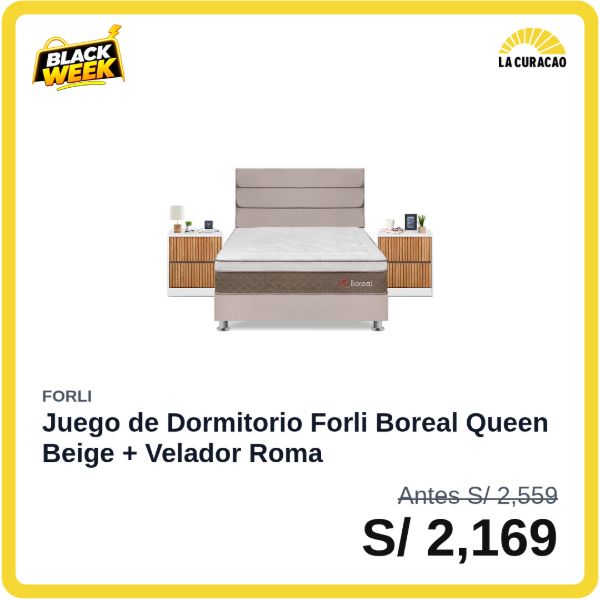 BLACK
WEEK
LA CURACAO
Boreal
FORLI
Juego de Dormitorio Forli Boreal Queen
Beige + Velador Roma
Antes S/ 2,559
S/ 2,169